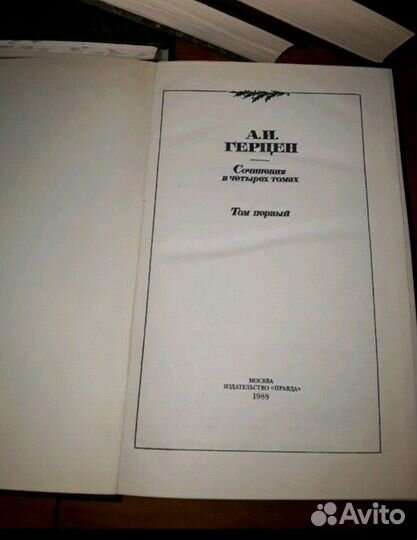 А.И.
ГЕРЦЕН
Сочинения
в четырех томах
Том первый
МОСКВА
ИЗДАТЕЛЬСТВО «ПРАВДА»
1988
Avito